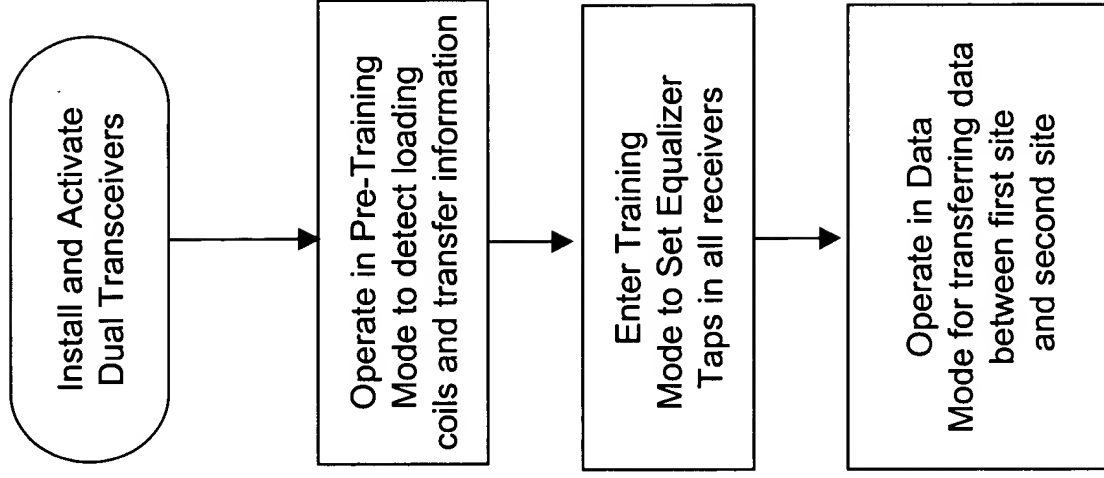 Install and Activate
Dual Transceivers
Operate in Pre-Training
Mode to detect loading
coils and transfer information
Enter Training
Mode to Set Equalizer
Taps in all receivers
Operate in Data
Mode for transferring data
between first site
and second site